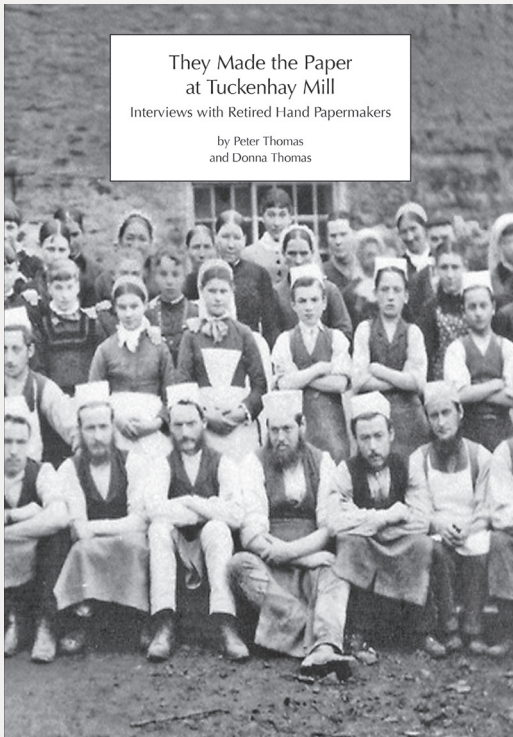 They Made the Paper
at Tuckenhay Mill
Interviews with Retired Hand Papermakers
by Peter Thomas
and Donna Thomas